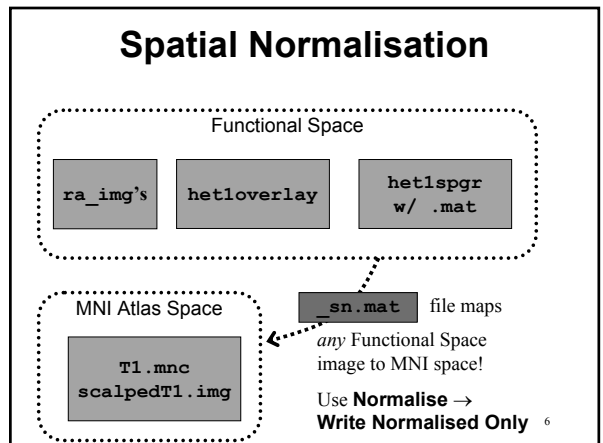 Spatial Normalisation
Functional Space
ra_img's
het1overlay
het1spgr
w/ .mat
MNI Atlas Space
T1.mnc
scalpedT1.img
_sn.mat file maps
any Functional Space
image to MNI space!
Use Normalise →
Write Normalised Only
6